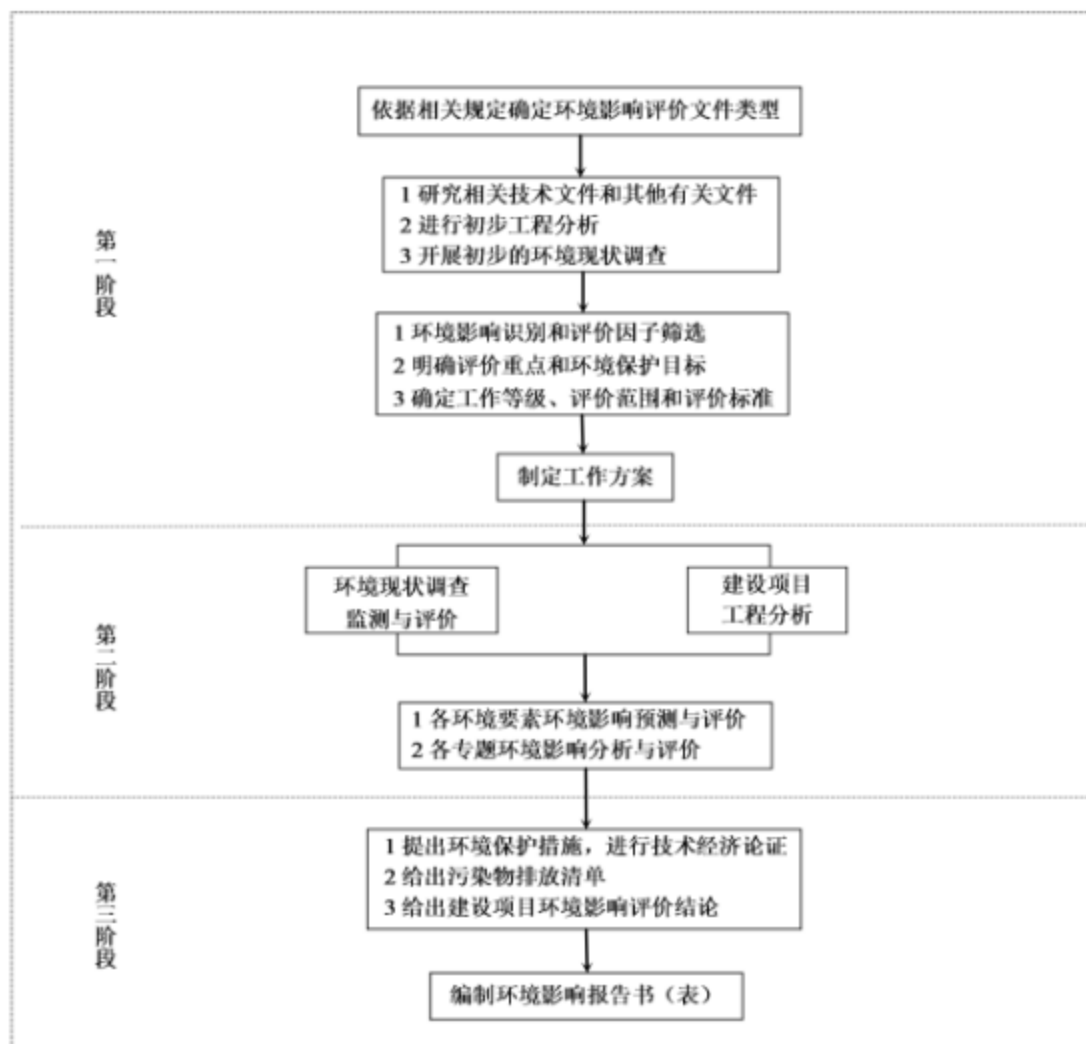 依据相关规定确定环境影响评价文件类型
1 研究相关技术文件和其他有关文件
2 进行初步工程分析
3 开展初步的环境现状调查
第一阶段
1 环境影响识别和评价因子筛选
2 明确评价重点和环境保护目标
3 确定工作等级、评价范围和评价标准
制定工作方案
环境现状调查
监测与评价
建设项目
工程分析
第二阶段
1 各环境要素环境影响预测与评价
2 各专题环境影响分析与评价
1 提出环境保护措施，进行技术经济论证
2 给出污染物排放清单
3 给出建设项目环境影响评价结论
第三阶段
编制环境影响报告书（表）